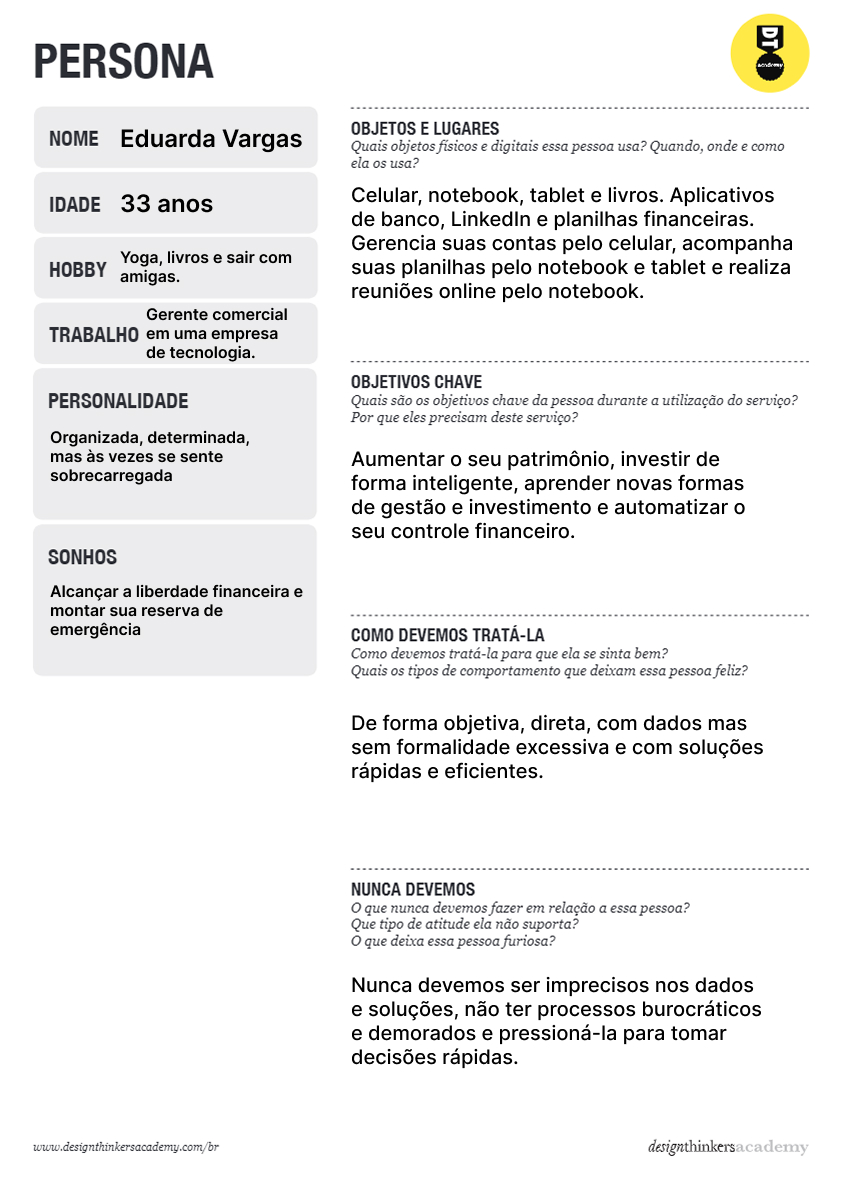 PERSONA
DT
academy
NOME Eduarda Vargas
IDADE 33 anos
HOBBY Yoga, livros e sair com
amigas.
TRABALHO Gerente comercial
em uma empresa
de tecnologia.
PERSONALIDADE
Organizada, determinada,
mas às vezes se sente
sobrecarregada
SONHOS
Alcançar a liberdade financeira e
montar sua reserva de
emergência
OBJETOS E LUGARES
Quais objetos físicos e digitais essa pessoa usa? Quando, onde e como
ela os usa?
Celular, notebook, tablet e livros. Aplicativos
de banco, LinkedIn e planilhas financeiras.
Gerencia suas contas pelo celular, acompanha
suas planilhas pelo notebook e tablet e realiza
reuniões online pelo notebook.
OBJETIVOS CHAVE
Quais são os objetivos chave da pessoa durante a utilização do serviço?
Por que eles precisam deste serviço?
Aumentar o seu patrimônio, investir de
forma inteligente, aprender novas formas
de gestão e investimento e automatizar o
seu controle financeiro.
COMO DEVEMOS TRATÁ-LA
Como devemos tratá-la para que ela se sinta bem?
Quais os tipos de comportamento que deixam essa pessoa feliz?
De forma objetiva, direta, com dados mas
sem formalidade excessiva e com soluções
rápidas e eficientes.
NUNCA DEVEMOS
O que nunca devemos fazer em relação a essa pessoa?
Que tipo de atitude ela não suporta?
O que deixa essa pessoa furiosa?
Nunca devemos ser imprecisos nos dados
e soluções, não ter processos burocráticos
e demorados e pressioná-la para tomar
decisões rápidas.
www.designthinkersacademy.com/br
designthinkersacademy